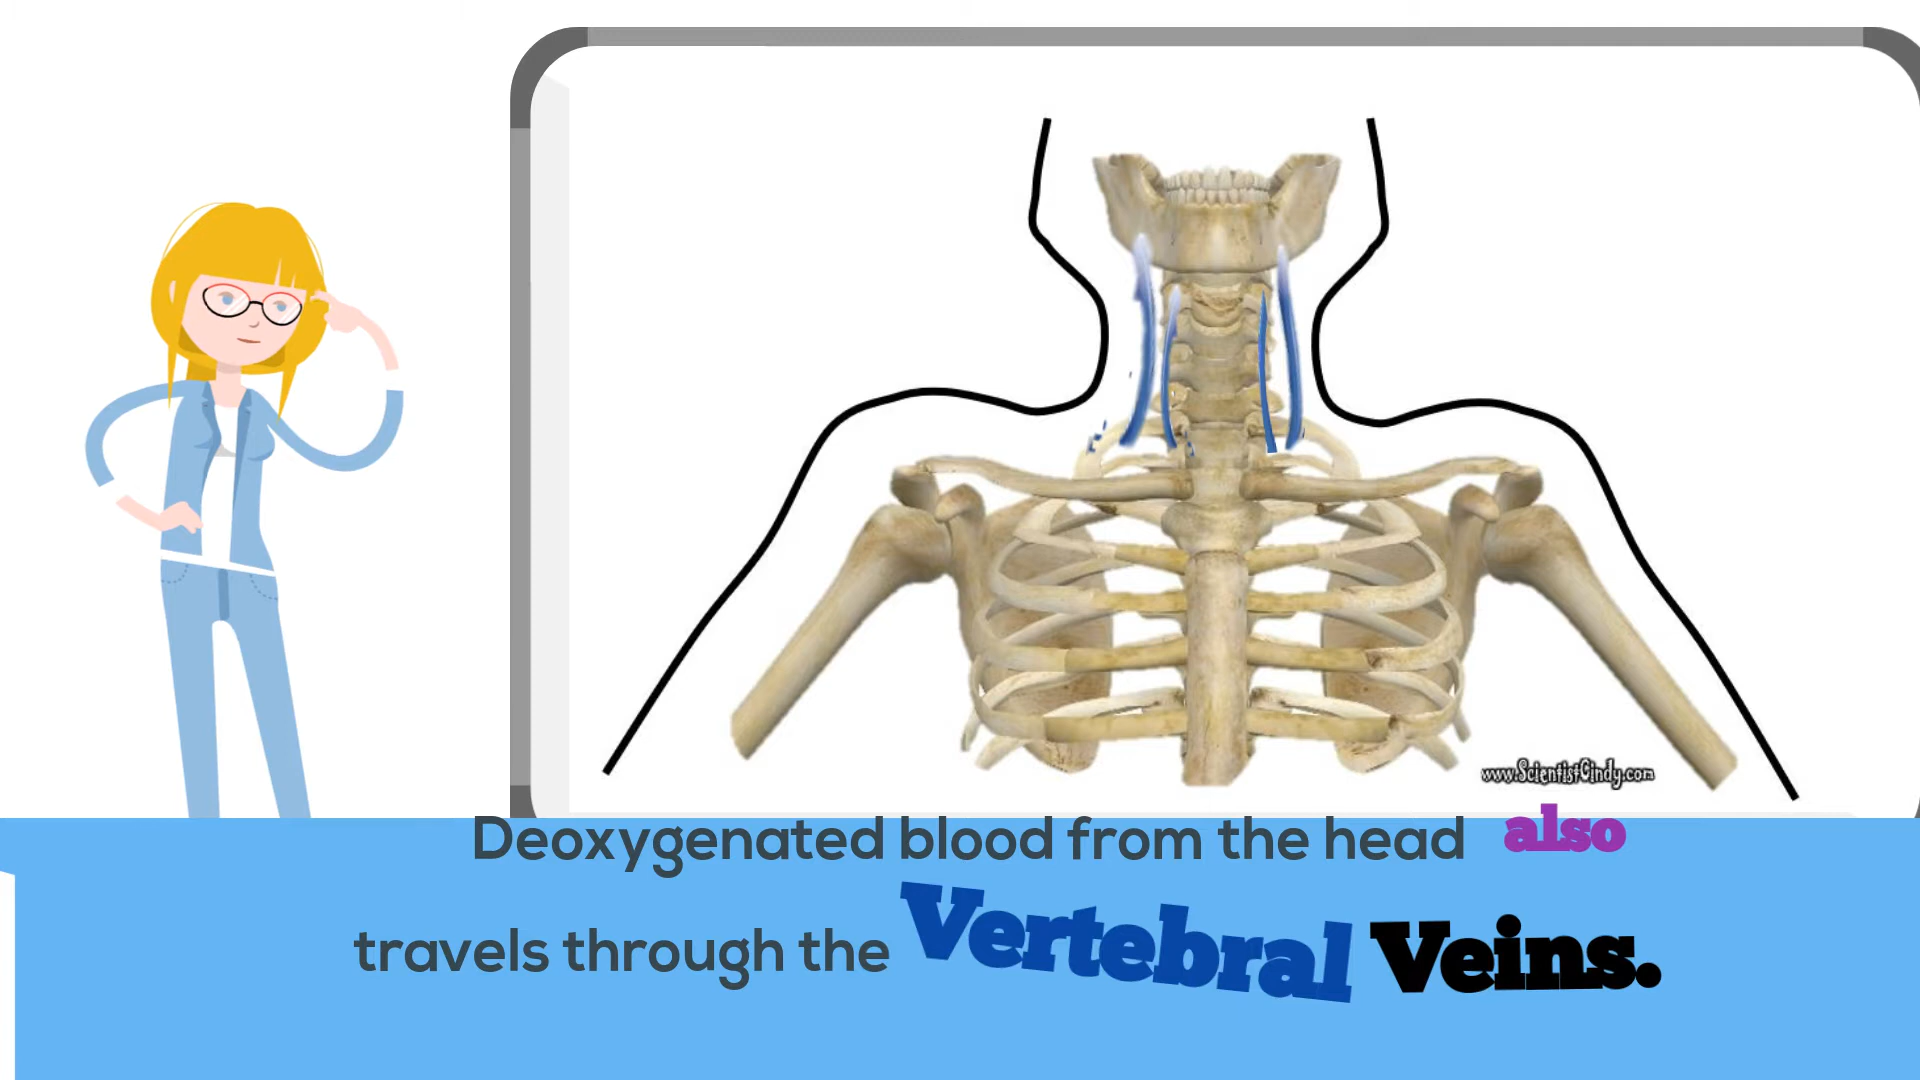 www.ScientistCindy.com
Deoxygenated blood from the head also
travels through the Vertebral Veins.